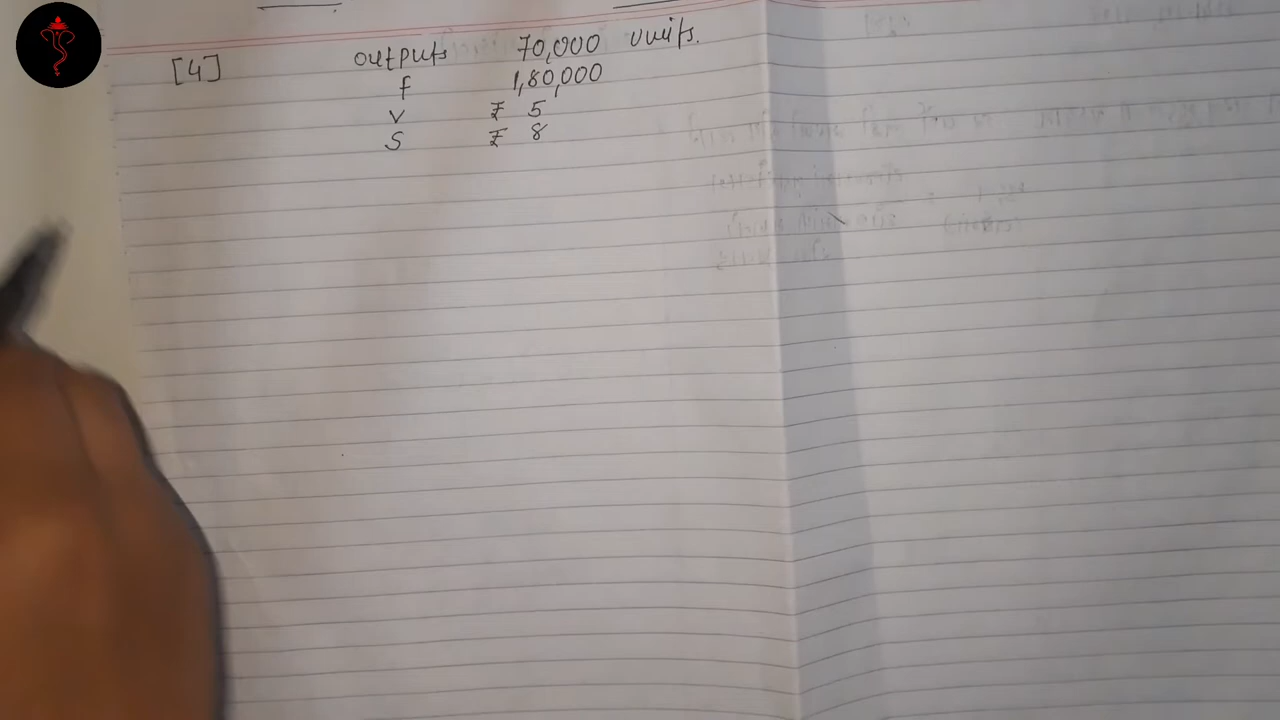 [4] outputs 70,000 units.
f 1,80,000
v ₹ 5
S ₹ 8